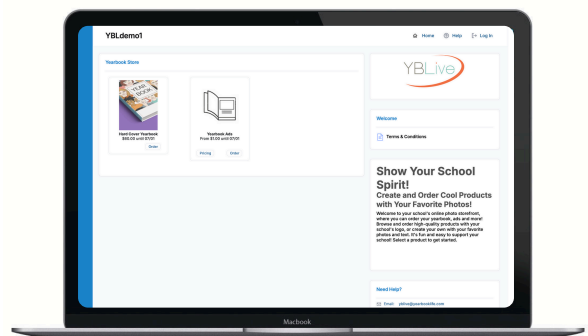 YBLdemo1
Home
Help
Log In
Yearbook Store
YEAR
BOOK
Hard Cover Yearbook
$50.00 until 07/01
Order
Yearbook Ads
From $1.00 until 07/01
Pricing
Order
YBLive
Welcome
Terms & Conditions
Show Your School
Spirit!
Create and Order Cool Products
with Your Favorite Photos!
Welcome to your school's online photo storefront,
where you can order your yearbook, ads and more!
Browse and order high-quality products with your
school's logo, or create your own with your favorite
photos and text. It's fun and easy to support your
school! Select a product to get started.
Need Help?
Email: yblive@yearbooklife.com
Macbook